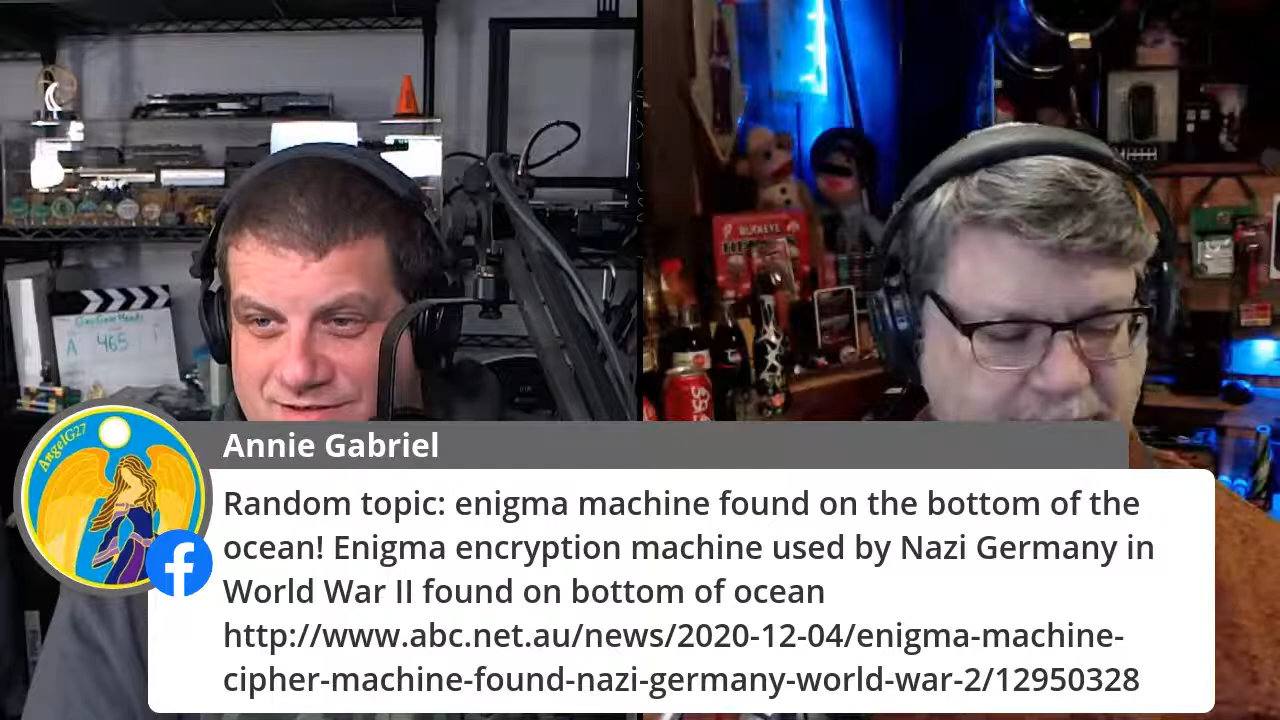 BUCKEYE
A 465
AngelG27
Annie Gabriel
Random topic: enigma machine found on the bottom of the
ocean! Enigma encryption machine used by Nazi Germany in
World War II found on bottom of ocean
http://www.abc.net.au/news/2020-12-04/enigma-machine-
cipher-machine-found-nazi-germany-world-war-2/12950328